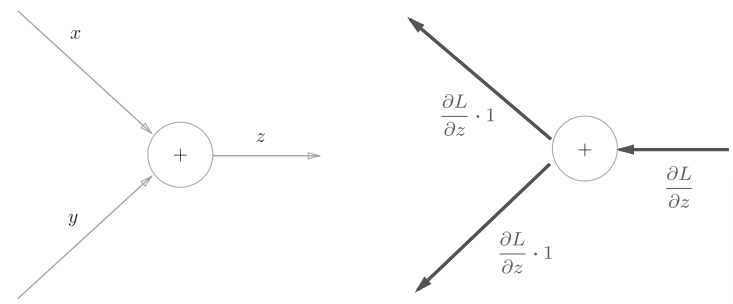 x
+
z
y
∂L/∂z · 1
+
∂L/∂z
∂L/∂z · 1